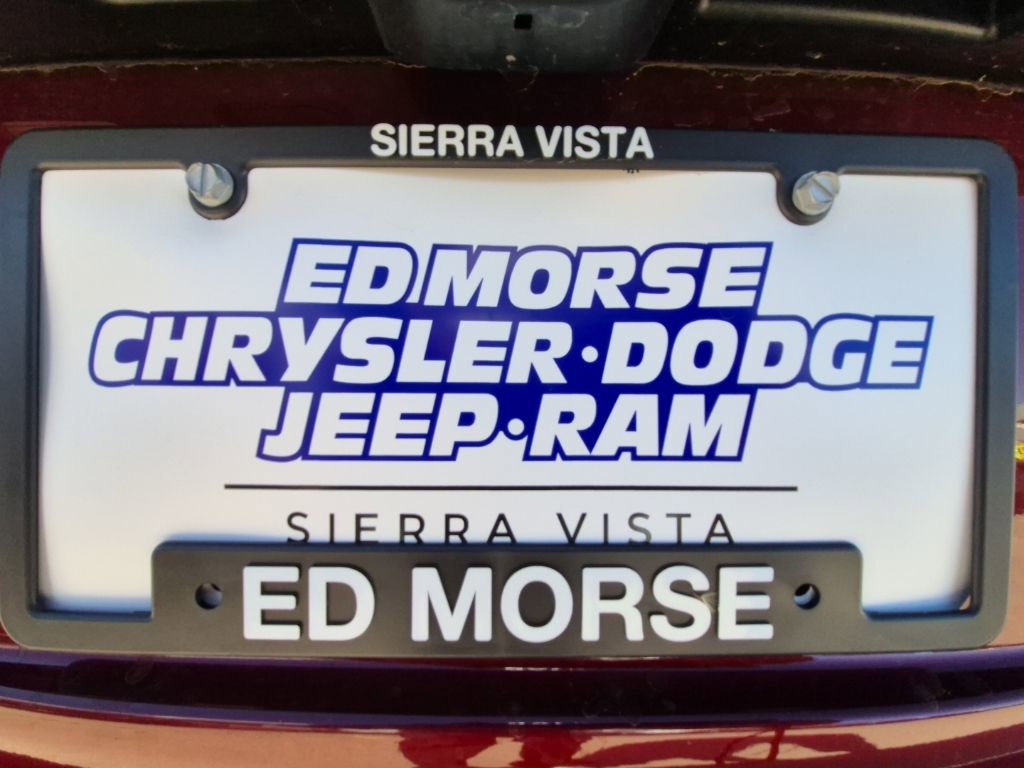 SIERRA VISTA
ED MORSE
CHRYSLER·DODGE
JEEP·RAM
SIERRA VISTA
ED MORSE